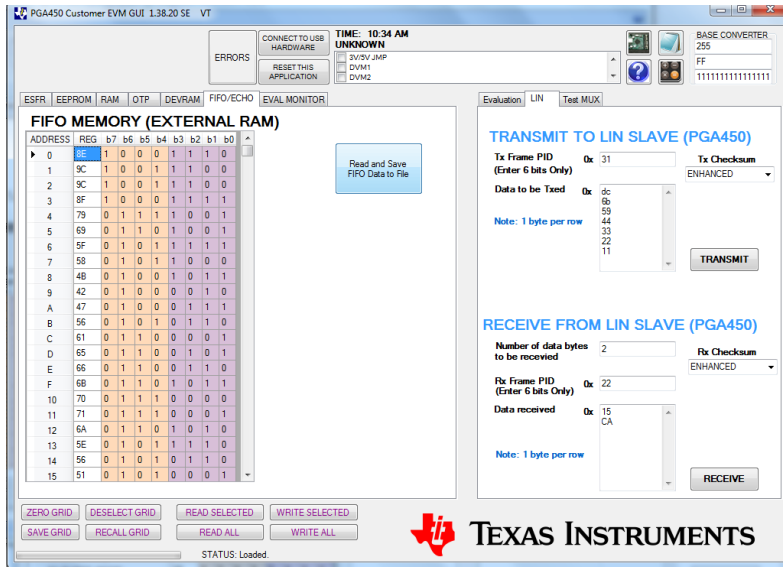 PGA450 Customer EVM GUI 1.38.20 SE VT
ERRORS
CONNECT TO USB HARDWARE
RESET THIS APPLICATION
TIME: 10:34 AM
UNKNOWN
3V/5V JMP
DVM1
DVM2
BASE CONVERTER
255
FF
1111111111111111
ESFR EEPROM RAM OTP DEVRAM FIFO/ECHO EVAL MONITOR
FIFO MEMORY (EXTERNAL RAM)
ADDRESS REG b7 b6 b5 b4 b3 b2 b1 b0
0 8E 1 0 0 0 1 1 1 0
1 9C 1 0 0 1 1 1 0 0
2 9C 1 0 0 1 1 1 0 0
3 8F 1 0 0 0 1 1 1 1
4 79 0 1 1 1 1 0 0 1
5 69 0 1 1 0 1 0 0 1
6 5F 0 1 0 1 1 1 1 1
7 58 0 1 0 1 1 0 0 0
8 4B 0 1 0 0 1 0 1 1
9 42 0 1 0 0 0 0 1 0
A 47 0 1 0 0 0 1 1 1
B 56 0 1 0 1 0 1 1 0
C 61 0 1 1 0 0 0 0 1
D 65 0 1 1 0 0 1 0 1
E 66 0 1 1 0 0 1 1 0
F 6B 0 1 1 0 1 0 1 1
10 70 0 1 1 1 0 0 0 0
11 71 0 1 1 1 0 0 0 1
12 6A 0 1 1 0 1 0 1 0
13 5E 0 1 0 1 1 1 1 0
14 56 0 1 0 1 0 1 1 0
15 51 0 1 0 1 0 0 0 1
Read and Save
FIFO Data to File
Evaluation LIN Test MUX
TRANSMIT TO LIN SLAVE (PGA450)
Tx Frame PID
(Enter 6 bits Only)
0x 31
Tx Checksum
ENHANCED
Data to be Txed 0x
dc
6b
59
44
33
22
11
Note: 1 byte per row
TRANSMIT
RECEIVE FROM LIN SLAVE (PGA450)
Number of data bytes
to be recevied
2
Rx Checksum
ENHANCED
Rx Frame PID
(Enter 6 bits Only)
0x 22
Data received 0x
15
CA
Note: 1 byte per row
RECEIVE
ZERO GRID DESELECT GRID READ SELECTED WRITE SELECTED
SAVE GRID RECALL GRID READ ALL WRITE ALL
STATUS: Loaded.
TEXAS INSTRUMENTS